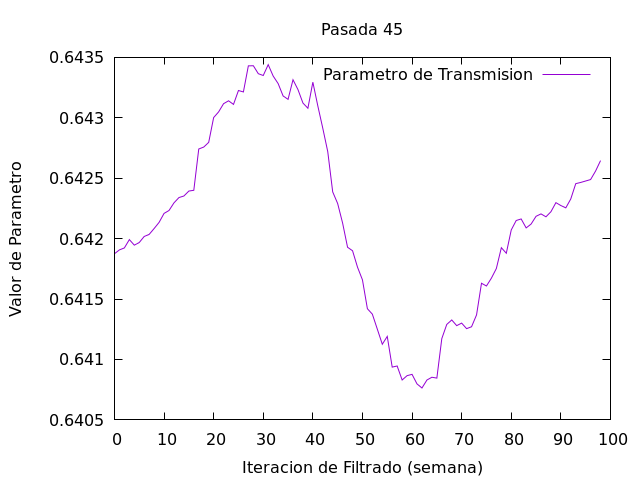 Pasada 45
Parametro de Transmision
Valor de Parametro
0.6435
0.643
0.6425
0.642
0.6415
0.641
0.6405
0 10 20 30 40 50 60 70 80 90 100
Iteracion de Filtrado (semana)